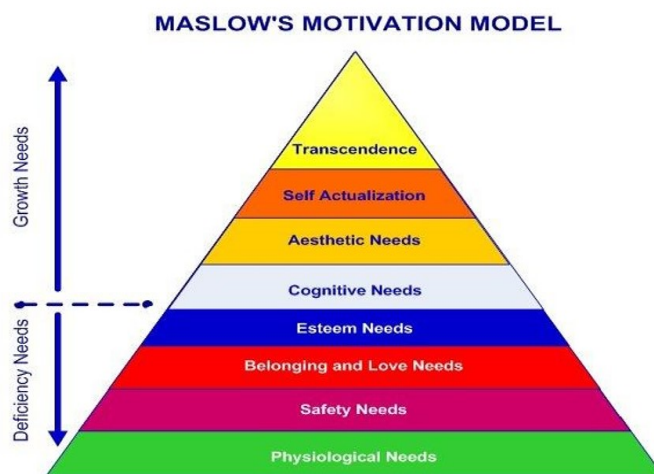 MASLOW'S MOTIVATION MODEL
Growth Needs
Deficiency Needs
Transcendence
Self Actualization
Aesthetic Needs
Cognitive Needs
Esteem Needs
Belonging and Love Needs
Safety Needs
Physiological Needs